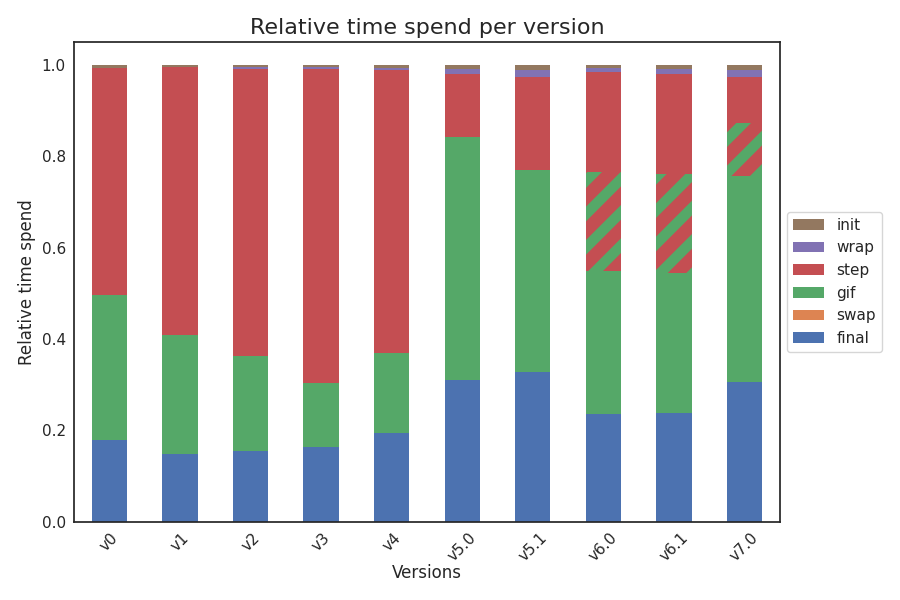 Relative time spend per version
Relative time spend
1.0
0.8
0.6
0.4
0.2
0.0
v0
v1
v2
v3
v4
v5.0
v5.1
v6.0
v6.1
v7.0
Versions
init
wrap
step
gif
swap
final